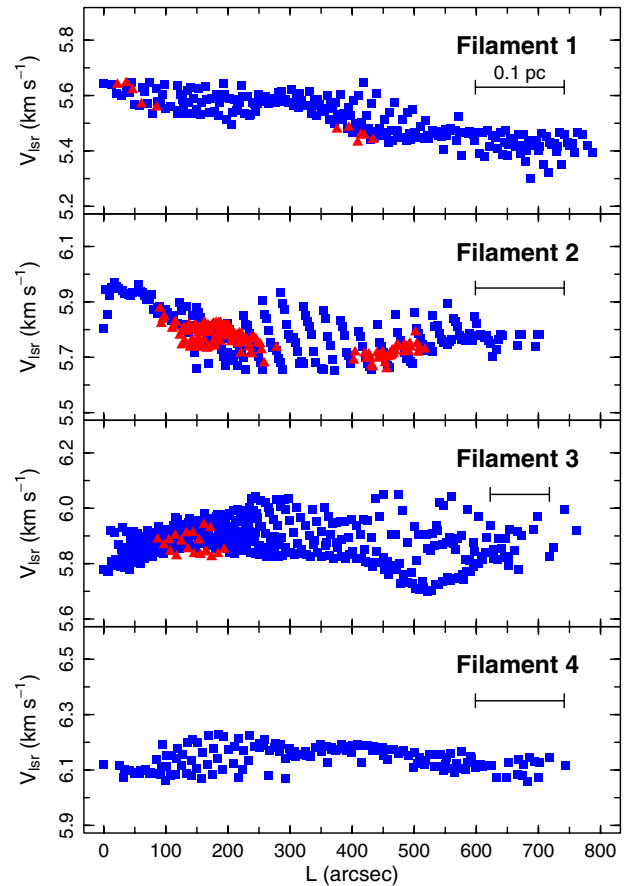 Filament 1
0.1 pc
V_lsr (km s⁻¹)
5.8
5.6
5.4
5.2
Filament 2
V_lsr (km s⁻¹)
6.1
5.9
5.7
5.5
Filament 3
V_lsr (km s⁻¹)
6.2
6.0
5.8
5.6
Filament 4
V_lsr (km s⁻¹)
6.5
6.3
6.1
5.9
0 100 200 300 400 500 600 700 800
L (arcsec)